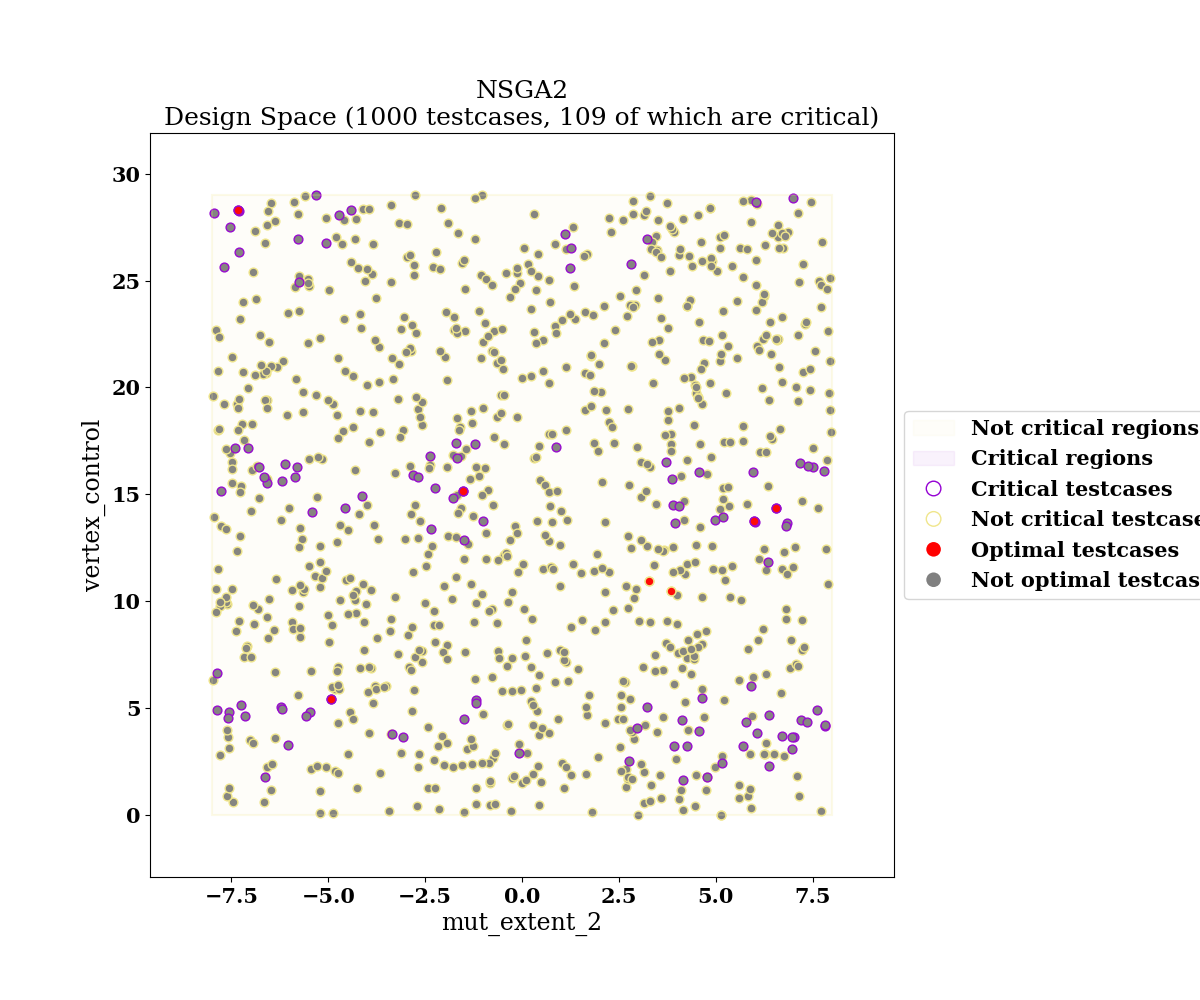 NSGA2
Design Space (1000 testcases, 109 of which are critical)
30
25
20
15
10
5
0
vertex_control
−7.5
−5.0
−2.5
0.0
2.5
5.0
7.5
mut_extent_2
Not critical regions
Critical regions
Critical testcases
Not critical testcase
Optimal testcases
Not optimal testcas